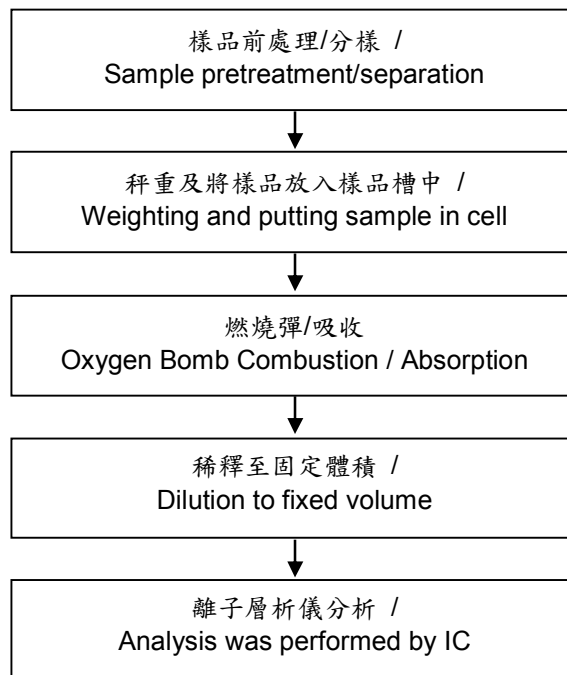 樣品前處理/分樣 /
Sample pretreatment/separation
秤重及將樣品放入樣品槽中 /
Weighting and putting sample in cell
燃燒彈/吸收
Oxygen Bomb Combustion / Absorption
稀釋至固定體積 /
Dilution to fixed volume
離子層析儀分析 /
Analysis was performed by IC